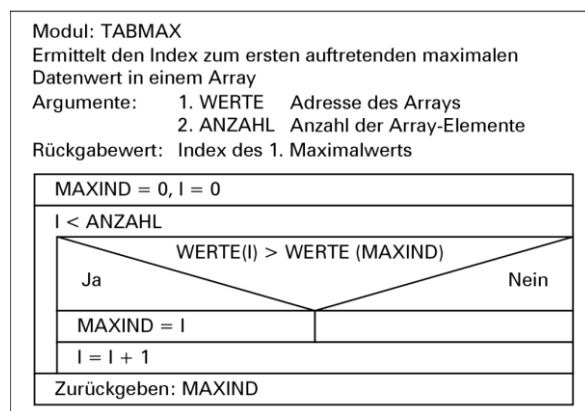 Modul: TABMAX
Ermittelt den Index zum ersten auftretenden maximalen
Datenwert in einem Array
Argumente: 1. WERTE Adresse des Arrays
2. ANZAHL Anzahl der Array-Elemente
Rückgabewert: Index des 1. Maximalwerts
MAXIND = 0, I = 0
I < ANZAHL
WERTE(I) > WERTE (MAXIND)
Ja Nein
MAXIND = I
I = I + 1
Zurückgeben: MAXIND